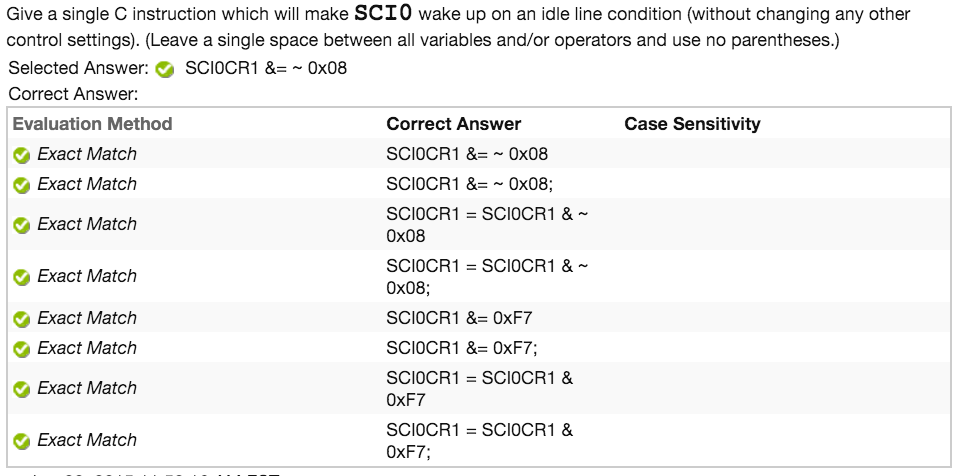 Give a single C instruction which will make SCI0 wake up on an idle line condition (without changing any other
control settings). (Leave a single space between all variables and/or operators and use no parentheses.)
Selected Answer: SCI0CR1 &= ~ 0x08
Correct Answer:
Evaluation Method Correct Answer Case Sensitivity
Exact Match SCI0CR1 &= ~ 0x08
Exact Match SCI0CR1 &= ~ 0x08;
Exact Match SCI0CR1 = SCI0CR1 & ~
0x08
Exact Match SCI0CR1 = SCI0CR1 & ~
0x08;
Exact Match SCI0CR1 &= 0xF7
Exact Match SCI0CR1 &= 0xF7;
Exact Match SCI0CR1 = SCI0CR1 &
0xF7
Exact Match SCI0CR1 = SCI0CR1 &
0xF7;